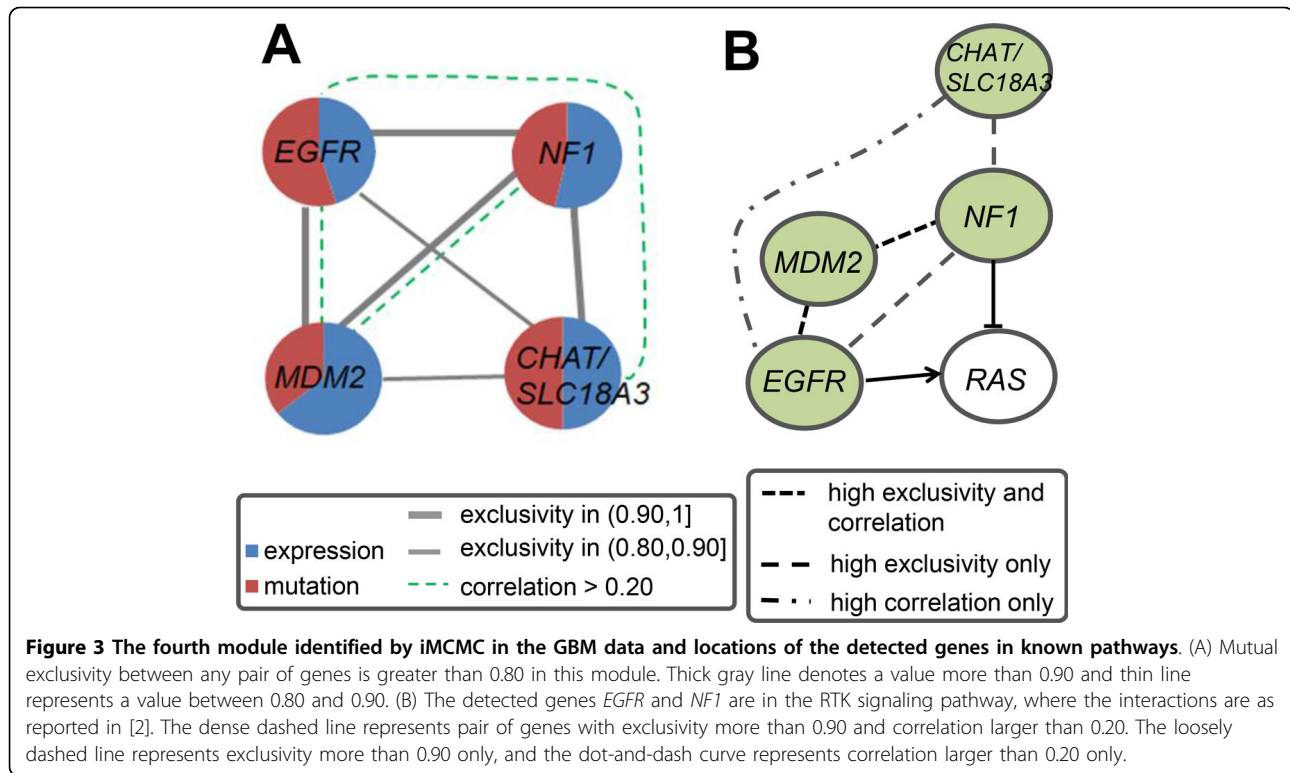 A
EGFR
NF1
MDM2
CHAT/
SLC18A3
expression
mutation
exclusivity in (0.90,1]
exclusivity in (0.80,0.90]
correlation > 0.20
B
CHAT/
SLC18A3
NF1
MDM2
EGFR
RAS
high exclusivity and
correlation
high exclusivity only
high correlation only
Figure 3 The fourth module identified by iMCMC in the GBM data and locations of the detected genes in known pathways. (A) Mutual
exclusivity between any pair of genes is greater than 0.80 in this module. Thick gray line denotes a value more than 0.90 and thin line
represents a value between 0.80 and 0.90. (B) The detected genes EGFR and NF1 are in the RTK signaling pathway, where the interactions are as
reported in [2]. The dense dashed line represents pair of genes with exclusivity more than 0.90 and correlation larger than 0.20. The loosely
dashed line represents exclusivity more than 0.90 only, and the dot-and-dash curve represents correlation larger than 0.20 only.